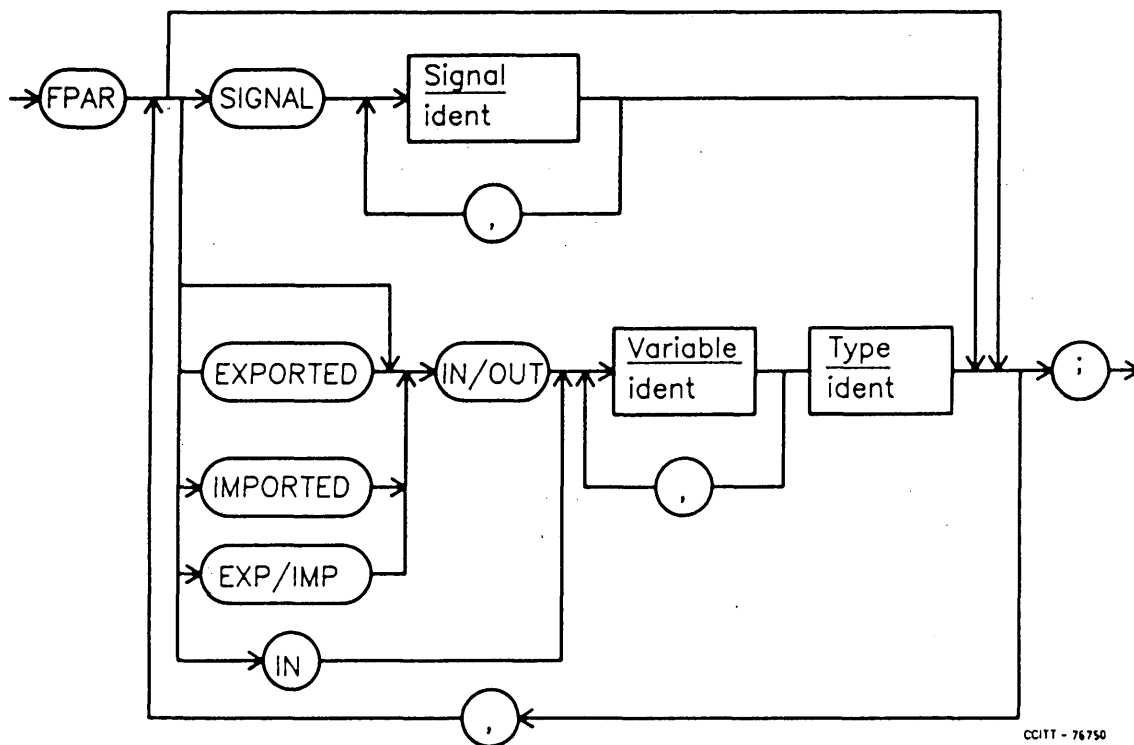 FPAR
SIGNAL
Signal
ident
,
EXPORTED
IN/OUT
Variable
ident
Type
ident
;
IMPORTED
,
EXP/IMP
IN
,
CCITT - 76750